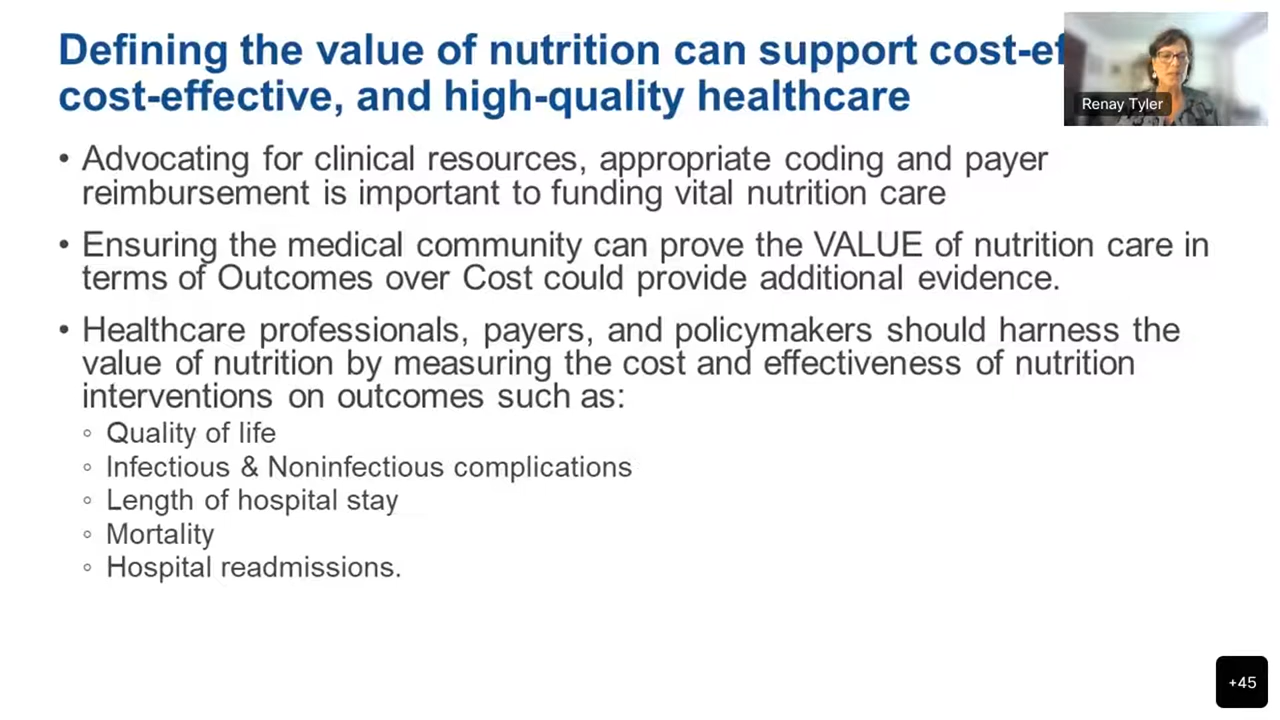 Defining the value of nutrition can support cost-ef
cost-effective, and high-quality healthcare
Renay Tyler
• Advocating for clinical resources, appropriate coding and payer
reimbursement is important to funding vital nutrition care
• Ensuring the medical community can prove the VALUE of nutrition care in
terms of Outcomes over Cost could provide additional evidence.
• Healthcare professionals, payers, and policymakers should harness the
value of nutrition by measuring the cost and effectiveness of nutrition
interventions on outcomes such as:
◦ Quality of life
◦ Infectious & Noninfectious complications
◦ Length of hospital stay
◦ Mortality
◦ Hospital readmissions.
+45